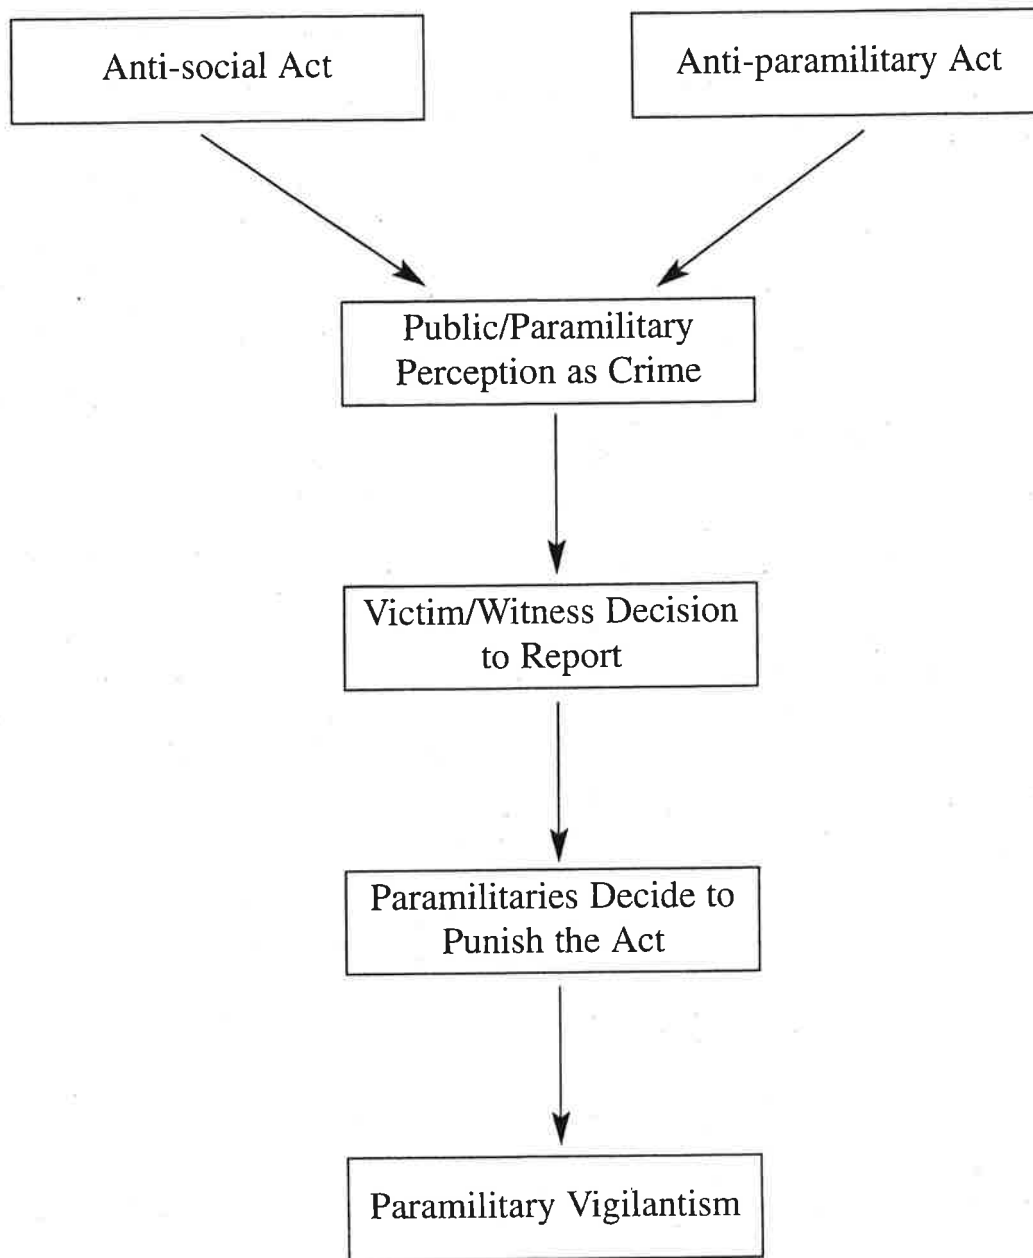 Anti-social Act
Anti-paramilitary Act
Public/Paramilitary
Perception as Crime
Victim/Witness Decision
to Report
Paramilitaries Decide to
Punish the Act
Paramilitary Vigilantism